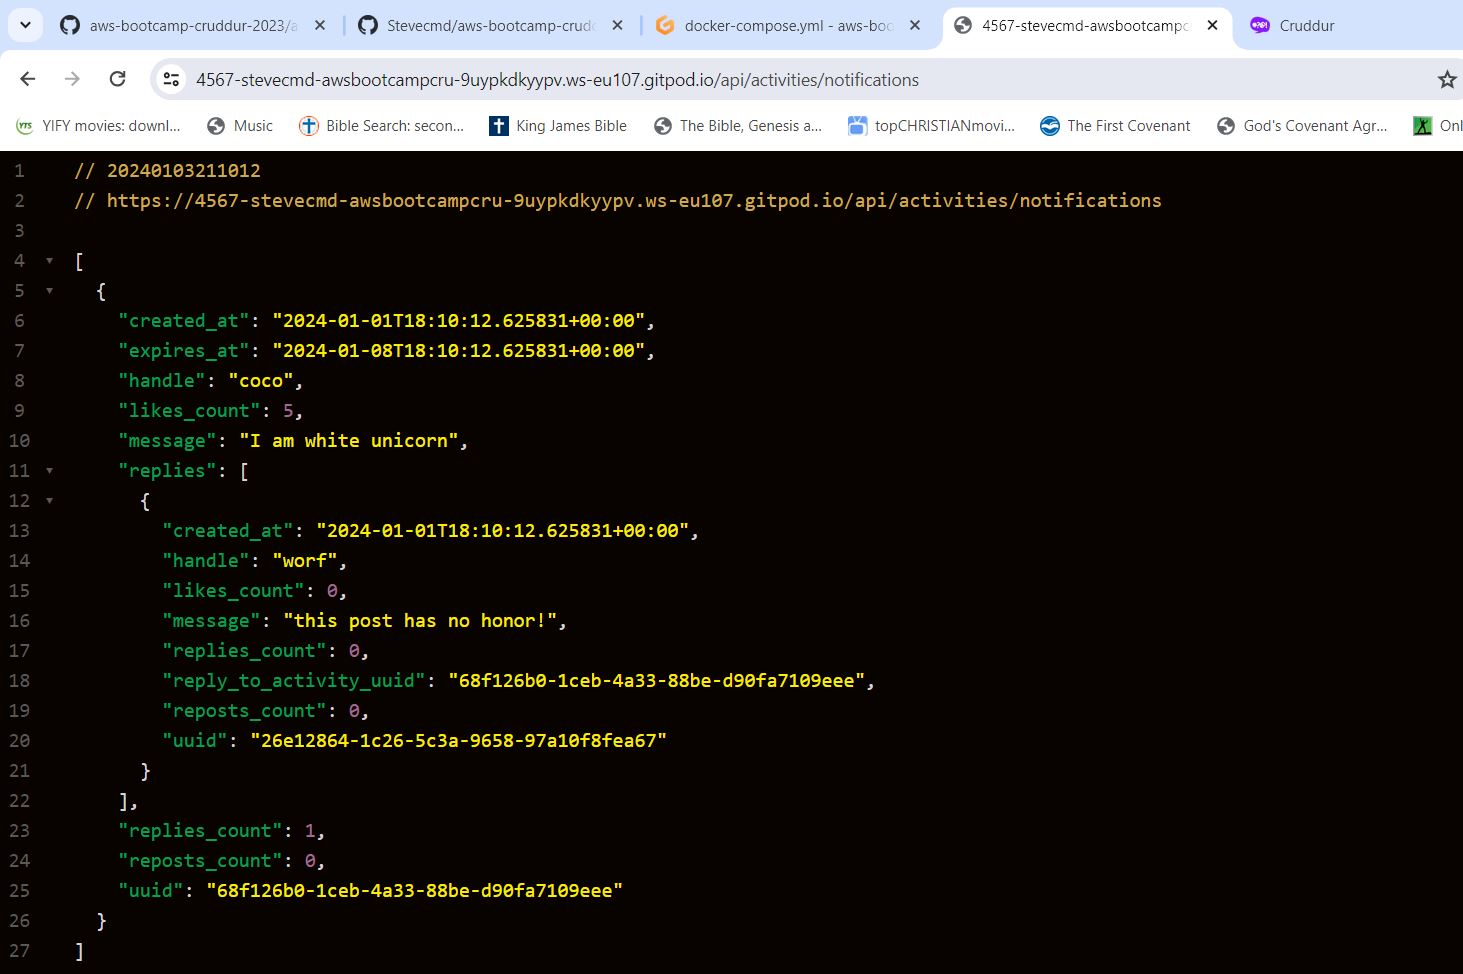 aws-bootcamp-cruddur-2023/a
Stevecmd/aws-bootcamp-crudd
docker-compose.yml - aws-boo
4567-stevecmd-awsbootcampc
Cruddur
4567-stevecmd-awsbootcampcru-9uypkdkyypv.ws-eu107.gitpod.io/api/activities/notifications
YTS YIFY movies: downl...
Music
Bible Search: secon...
King James Bible
The Bible, Genesis a...
topCHRISTIANmovi...
The First Covenant
God's Covenant Agr...
Onl
1 // 20240103211012
2 // https://4567-stevecmd-awsbootcampcru-9uypkdkyypv.ws-eu107.gitpod.io/api/activities/notifications
3
4 [
5 {
6 "created_at": "2024-01-01T18:10:12.625831+00:00",
7 "expires_at": "2024-01-08T18:10:12.625831+00:00",
8 "handle": "coco",
9 "likes_count": 5,
10 "message": "I am white unicorn",
11 "replies": [
12 {
13 "created_at": "2024-01-01T18:10:12.625831+00:00",
14 "handle": "worf",
15 "likes_count": 0,
16 "message": "this post has no honor!",
17 "replies_count": 0,
18 "reply_to_activity_uuid": "68f126b0-1ceb-4a33-88be-d90fa7109eee",
19 "reposts_count": 0,
20 "uuid": "26e12864-1c26-5c3a-9658-97a10f8fea67"
21 }
22 ],
23 "replies_count": 1,
24 "reposts_count": 0,
25 "uuid": "68f126b0-1ceb-4a33-88be-d90fa7109eee"
26 }
27 ]